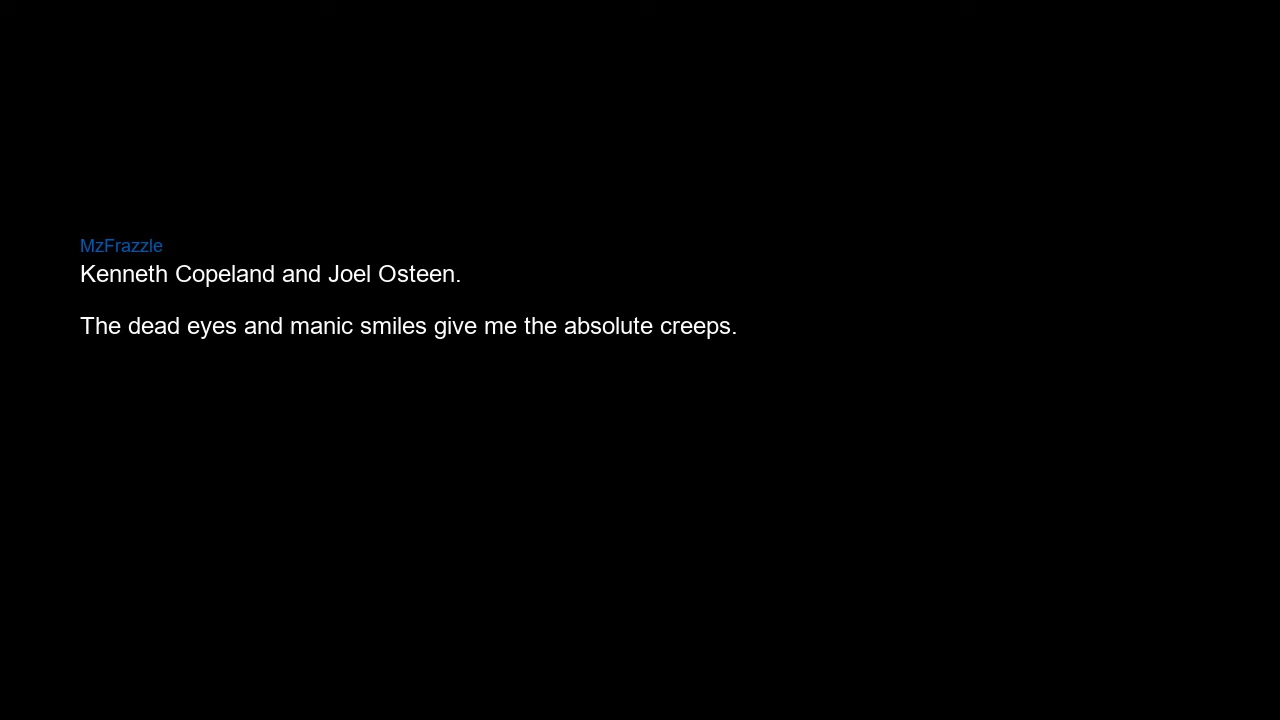 MzFrazzle
Kenneth Copeland and Joel Osteen.
The dead eyes and manic smiles give me the absolute creeps.